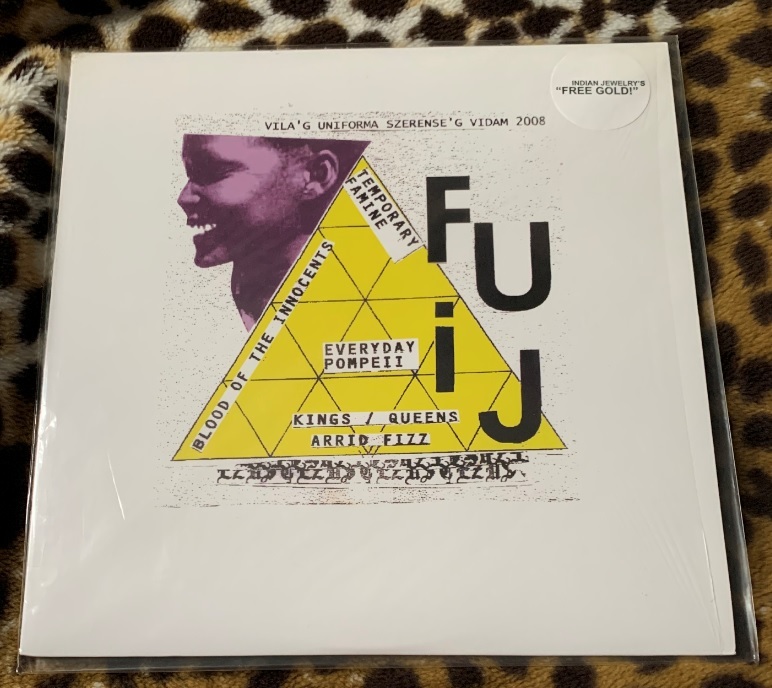 INDIAN JEWELRY'S
"FREE GOLD!"
VILA'G UNIFORMA SZERENSE'G VIDAM 2008
TEMPORARY
FAMINE
FUiJ
BLOOD OF THE INNOCENTS
EVERYDAY
POMPEII
KINGS / QUEENS
ARRID FIZZ